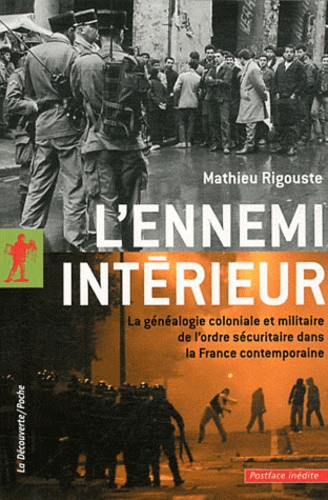 Mathieu Rigouste
L'ENNEMI
INTÉRIEUR
La généalogie coloniale et militaire
de l'ordre sécuritaire dans
la France contemporaine
La Découverte/Poche
Postface inédite